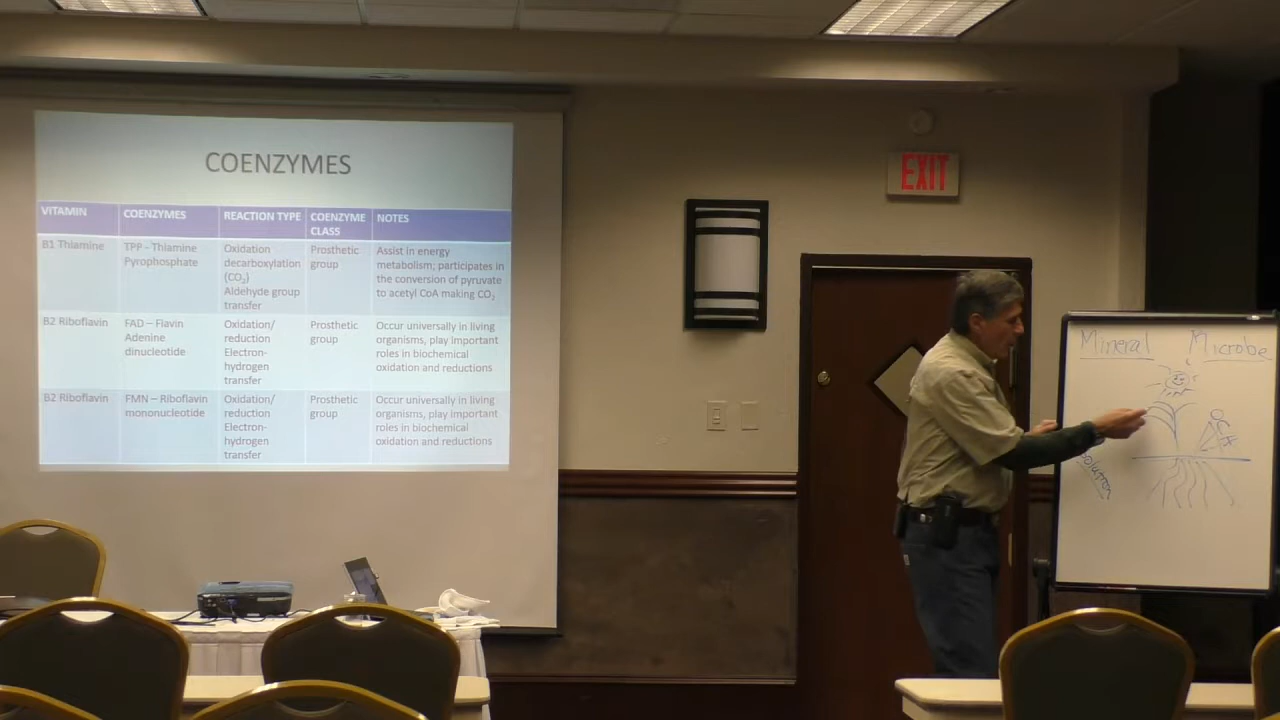 COENZYMES
VITAMIN COENZYMES REACTION TYPE COENZYME CLASS NOTES
B1 Thiamine
TPP - Thiamine
Pyrophosphate
Oxidation
decarboxylation
(CO2)
Aldehyde group
transfer
Prosthetic
group
Assist in energy
metabolism; participates in
the conversion of pyruvate
to acetyl CoA making CO2
B2 Riboflavin
FAD – Flavin
Adenine
dinucleotide
Oxidation/
reduction
Electron-
hydrogen
transfer
Prosthetic
group
Occur universally in living
organisms, play important
roles in biochemical
oxidation and reductions
B2 Riboflavin
FMN – Riboflavin
mononucleotide
Oxidation/
reduction
Electron-
hydrogen
transfer
Prosthetic
group
Occur universally in living
organisms, play important
roles in biochemical
oxidation and reductions
EXIT
Mineral Microbe